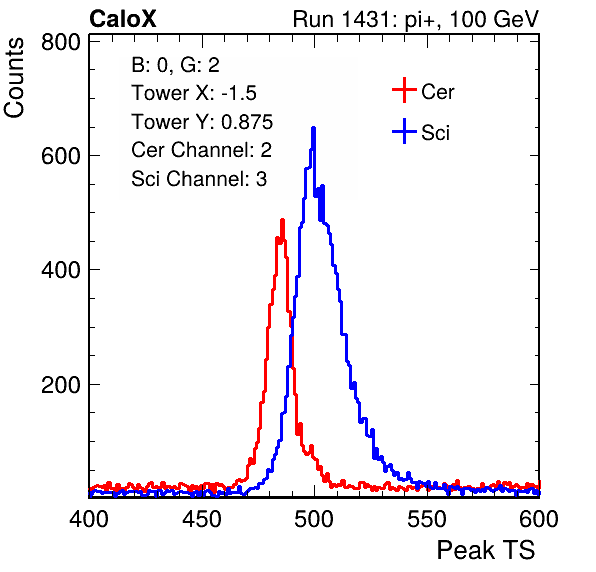 CaloX Run 1431: pi+, 100 GeV
Counts
800
600
400
200
B: 0, G: 2
Tower X: -1.5
Tower Y: 0.875
Cer Channel: 2
Sci Channel: 3
Cer
Sci
400 450 500 550 600
Peak TS